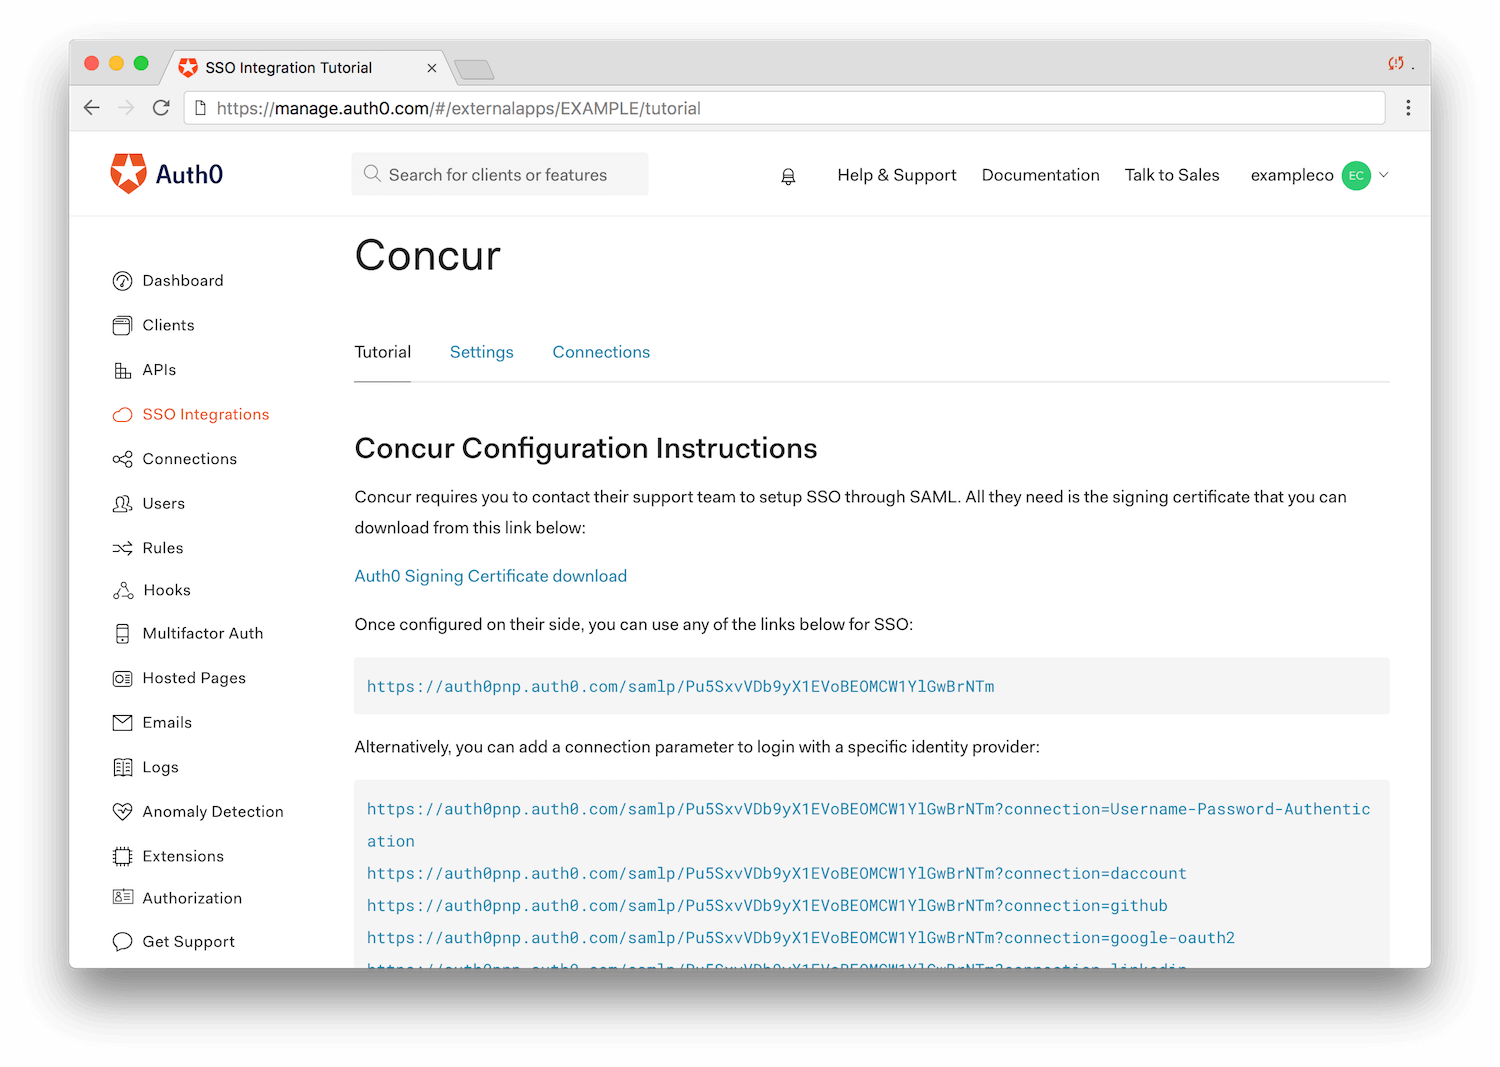 SSO Integration Tutorial
https://manage.auth0.com/#/externalapps/EXAMPLE/tutorial
Auth0
Search for clients or features
Help & Support
Documentation
Talk to Sales
exampleco
EC
Dashboard
Clients
APIs
SSO Integrations
Connections
Users
Rules
Hooks
Multifactor Auth
Hosted Pages
Emails
Logs
Anomaly Detection
Extensions
Authorization
Get Support
Concur
Tutorial
Settings
Connections
Concur Configuration Instructions
Concur requires you to contact their support team to setup SSO through SAML. All they need is the signing certificate that you can
download from this link below:
Auth0 Signing Certificate download
Once configured on their side, you can use any of the links below for SSO:
https://auth0pnp.auth0.com/samlp/Pu5SxvVDb9yX1EVoBEOMCW1YlGwBrNTm
Alternatively, you can add a connection parameter to login with a specific identity provider:
https://auth0pnp.auth0.com/samlp/Pu5SxvVDb9yX1EVoBEOMCW1YlGwBrNTm?connection=Username-Password-Authentic
ation
https://auth0pnp.auth0.com/samlp/Pu5SxvVDb9yX1EVoBEOMCW1YlGwBrNTm?connection=daccount
https://auth0pnp.auth0.com/samlp/Pu5SxvVDb9yX1EVoBEOMCW1YlGwBrNTm?connection=github
https://auth0pnp.auth0.com/samlp/Pu5SxvVDb9yX1EVoBEOMCW1YlGwBrNTm?connection=google-oauth2